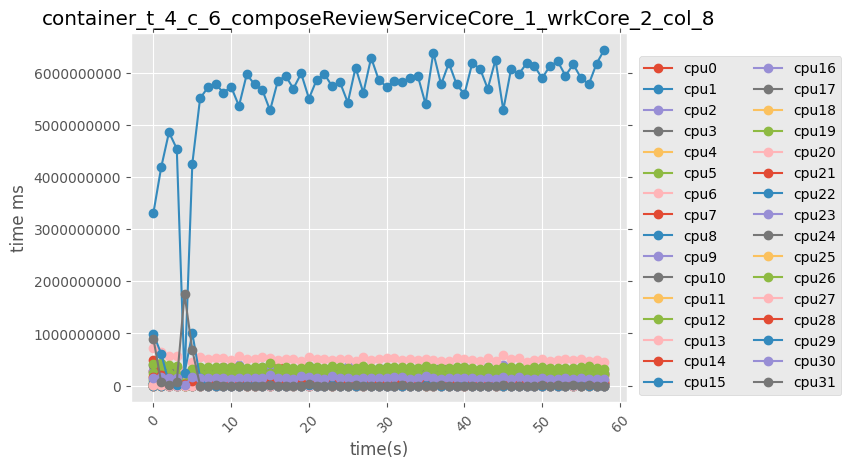 container_t_4_c_6_composeReviewServiceCore_1_wrkCore_2_col_8
time ms
6000000000
5000000000
4000000000
3000000000
2000000000
1000000000
0
0
10
20
30
40
50
60
time(s)
cpu0
cpu1
cpu2
cpu3
cpu4
cpu5
cpu6
cpu7
cpu8
cpu9
cpu10
cpu11
cpu12
cpu13
cpu14
cpu15
cpu16
cpu17
cpu18
cpu19
cpu20
cpu21
cpu22
cpu23
cpu24
cpu25
cpu26
cpu27
cpu28
cpu29
cpu30
cpu31